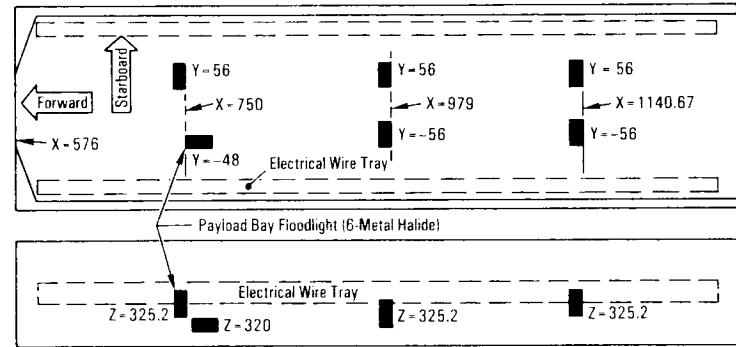 Y = 56
Y = 56
Y = 56
Starboard
Forward
X = 750
X = 979
X = 1140.67
X = 576
Y = -56
Y = -56
Y = -48
Electrical Wire Tray
Payload Bay Floodlight (6-Metal Halide)
Electrical Wire Tray
Z = 325.2
Z = 320
Z = 325.2
Z = 325.2